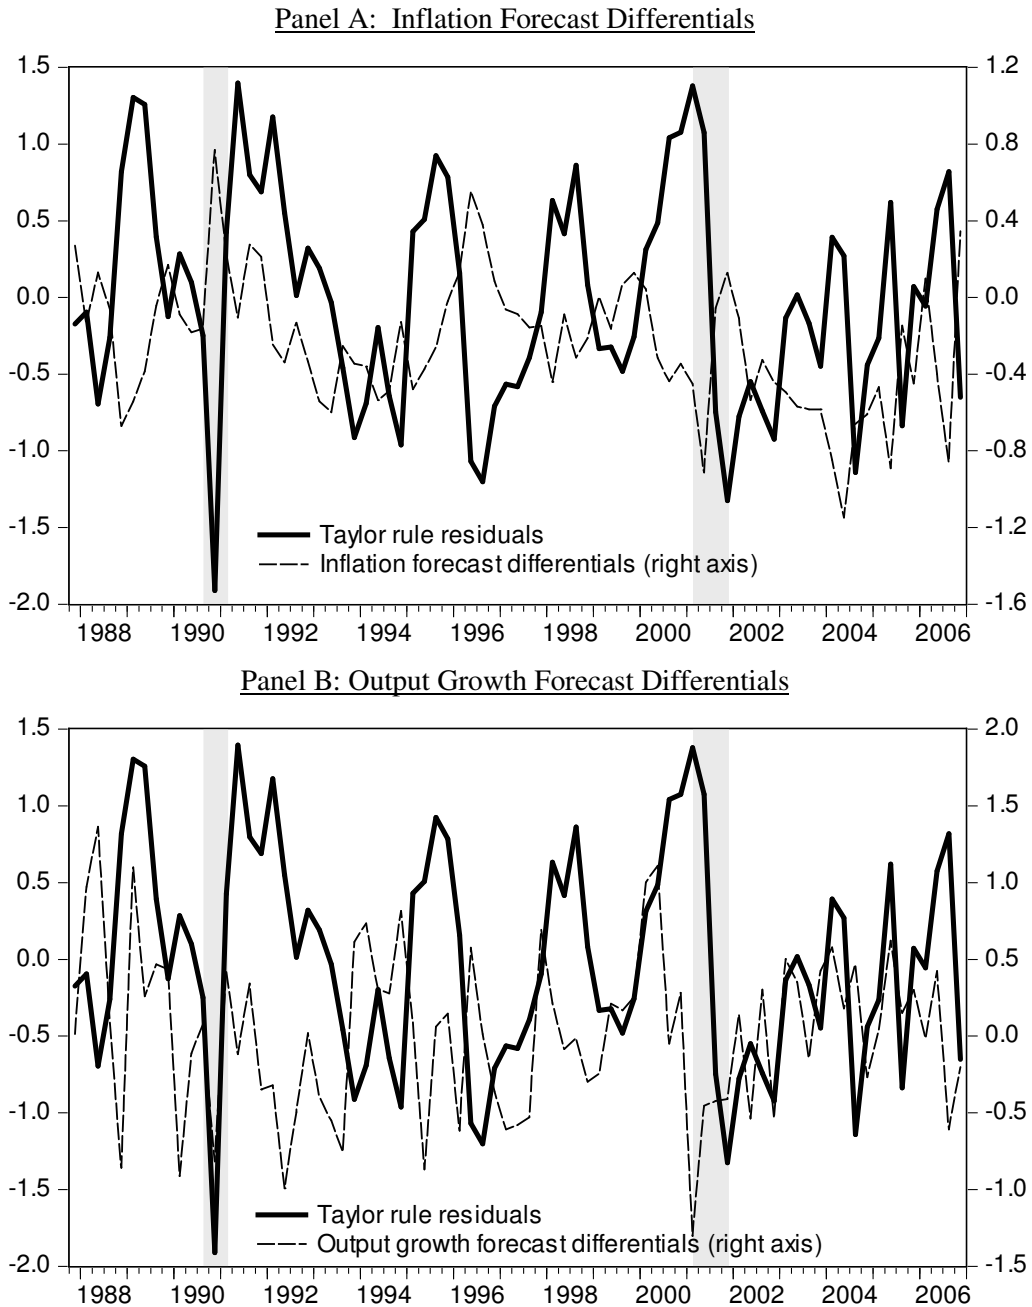 Panel A: Inflation Forecast Differentials
1.5 1.2
1.0 0.8
0.5 0.4
0.0 0.0
-0.5 -0.4
-1.0 -0.8
-1.5 -1.2
-2.0 -1.6
Taylor rule residuals
Inflation forecast differentials (right axis)
1988 1990 1992 1994 1996 1998 2000 2002 2004 2006
Panel B: Output Growth Forecast Differentials
1.5 2.0
1.0 1.5
0.5 1.0
0.0 0.5
-0.5 0.0
-1.0 -0.5
-1.5 -1.0
-2.0 -1.5
Taylor rule residuals
Output growth forecast differentials (right axis)
1988 1990 1992 1994 1996 1998 2000 2002 2004 2006